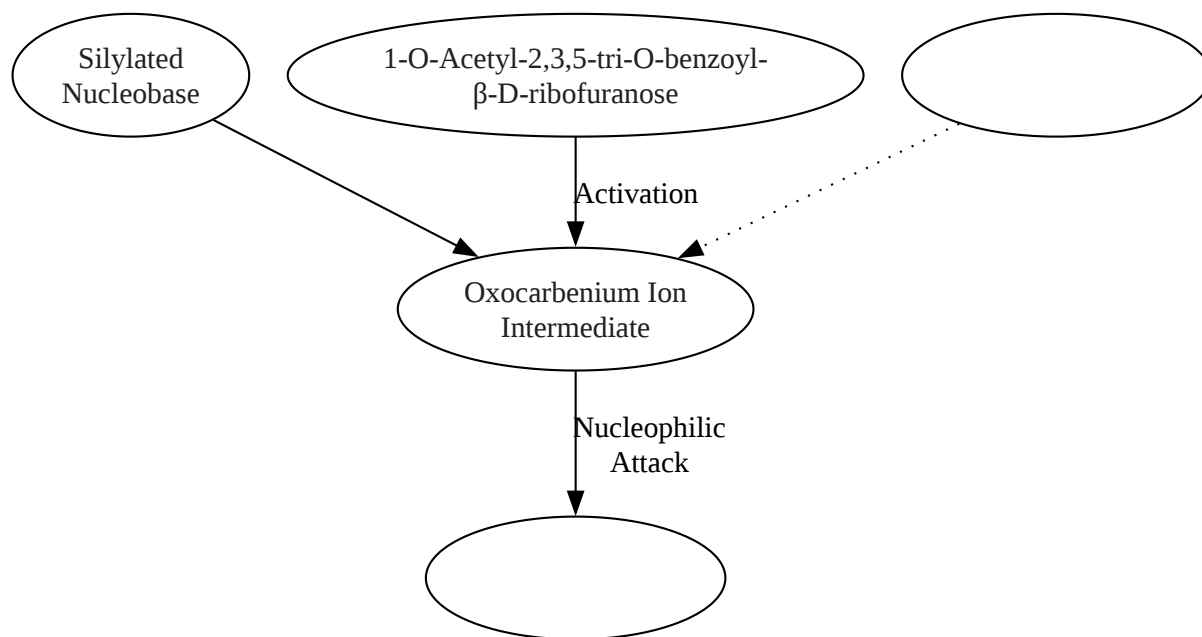 Silylated
Nucleobase
1-O-Acetyl-2,3,5-tri-O-benzoyl-
β-D-ribofuranose
Activation
Oxocarbenium Ion
Intermediate
Nucleophilic
Attack